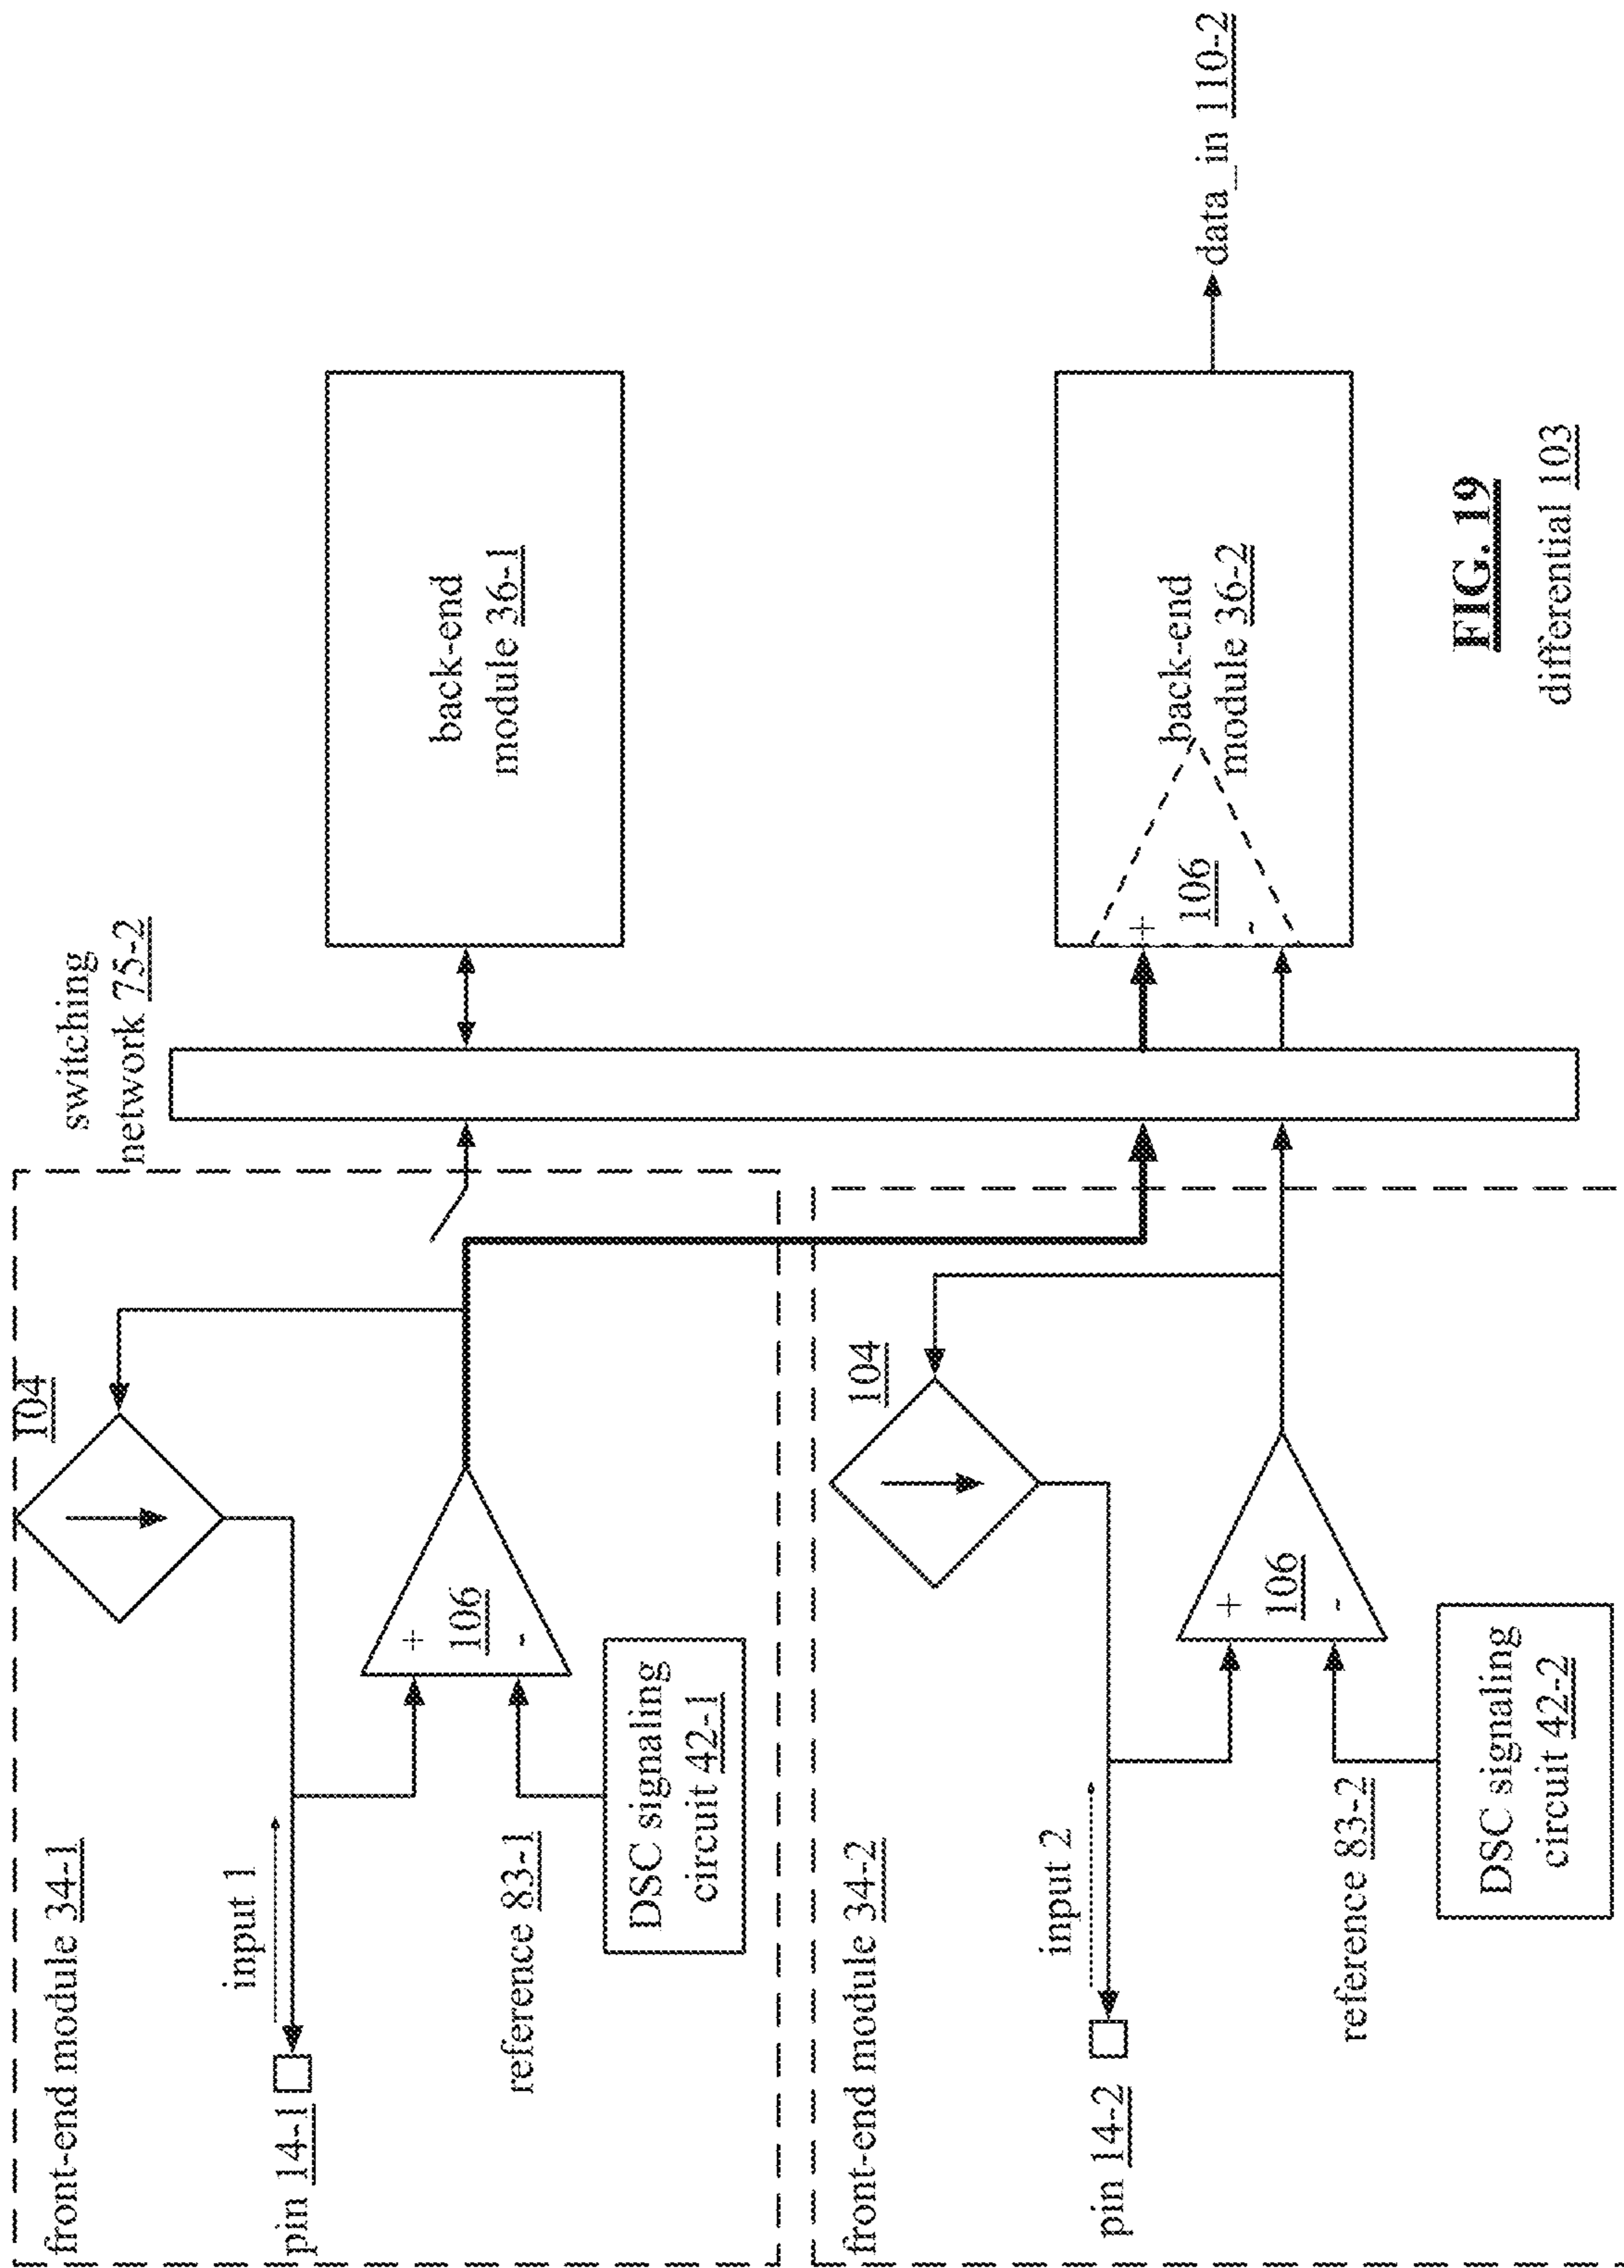 front-end module 34-1
104
switching
network 75-2
input 1
pin 14-1
+
106
-
reference 83-1
DSC signaling
circuit 42-1
back-end
module 36-1
front-end module 34-2
104
input 2
pin 14-2
+
106
-
reference 83-2
DSC signaling
circuit 42-2
+
106
-
back-end
module 36-2
data_in 110-2
FIG. 19
differential 103